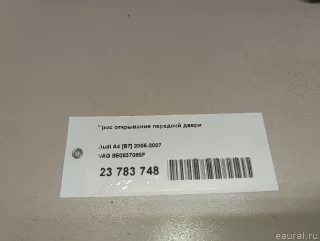 Трос открывания передней двери
Audi A4 [B7] 2005-2007
VAG 8E0837085F
23 783 748
© eaural.ru